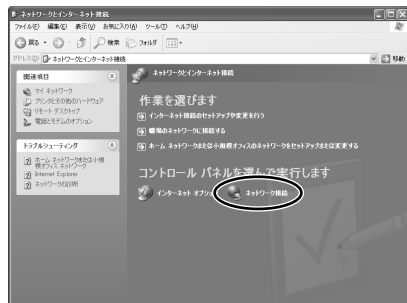 ネットワークとインターネット接続
ファイル(F) 編集(E) 表示(V) お気に入り(A) ツール(T) ヘルプ(H)
戻る 検索 フォルダ
アドレス(D) ネットワークとインターネット接続 移動
関連項目
マイ ネットワーク
プリンタとその他のハードウェア
リモート デスクトップ
電話とモデムのオプション
トラブルシューティング
ホーム ネットワークまたは小規
模オフィス ネットワーク
Internet Explorer
ネットワークの診断
ネットワークとインターネット接続
作業を選びます
インターネット接続のセットアップや変更を行う
職場のネットワークに接続する
ホーム ネットワークまたは小規模オフィスのネットワークをセットアップまたは変更する
コントロール パネルを選んで実行します
インターネット オプション ネットワーク接続